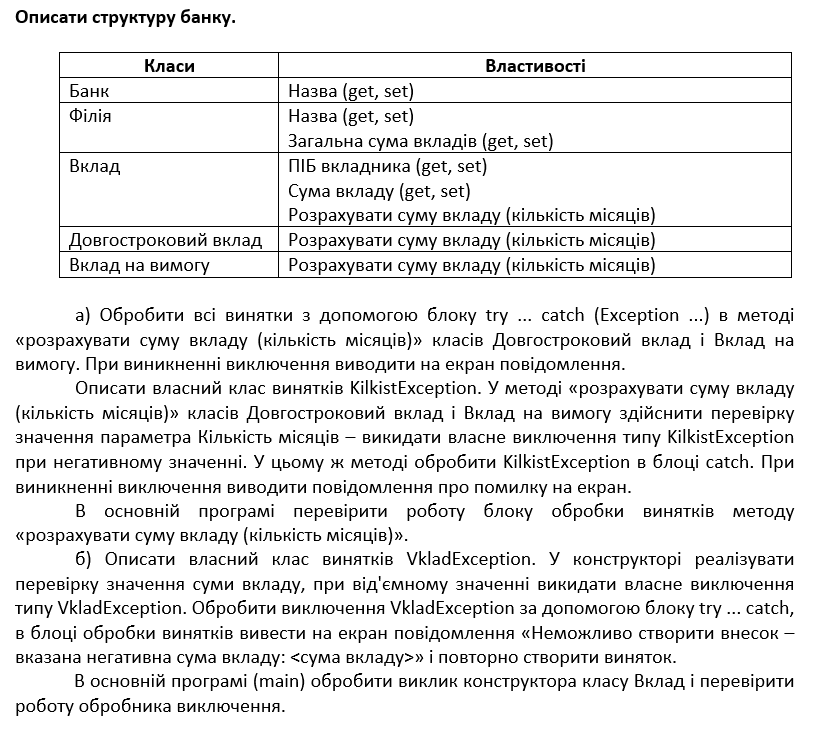 Описати структуру банку.
Класи Властивості
Банк Назва (get, set)
Філія Назва (get, set)
Загальна сума вкладів (get, set)
Вклад ПІБ вкладника (get, set)
Сума вкладу (get, set)
Розрахувати суму вкладу (кількість місяців)
Довгостроковий вклад Розрахувати суму вкладу (кількість місяців)
Вклад на вимогу Розрахувати суму вкладу (кількість місяців)
а) Обробити всі винятки з допомогою блоку try ... catch (Exception ...) в методі
«розрахувати суму вкладу (кількість місяців)» класів Довгостроковий вклад і Вклад на
вимогу. При виникненні виключення виводити на екран повідомлення.
Описати власний клас винятків KilkistException. У методі «розрахувати суму вкладу
(кількість місяців)» класів Довгостроковий вклад і Вклад на вимогу здійснити перевірку
значення параметра Кількість місяців – викидати власне виключення типу KilkistException
при негативному значенні. У цьому ж методі обробити KilkistException в блоці catch. При
виникненні виключення виводити повідомлення про помилку на екран.
В основній програмі перевірити роботу блоку обробки винятків методу
«розрахувати суму вкладу (кількість місяців)».
б) Описати власний клас винятків VkladException. У конструкторі реалізувати
перевірку значення суми вкладу, при від'ємному значенні викидати власне виключення
типу VkladException. Обробити виключення VkladException за допомогою блоку try ... catch,
в блоці обробки винятків вивести на екран повідомлення «Неможливо створити внесок –
вказана негативна сума вкладу: <сума вкладу>» і повторно створити виняток.
В основній програмі (main) обробити виклик конструктора класу Вклад і перевірити
роботу обробника виключення.